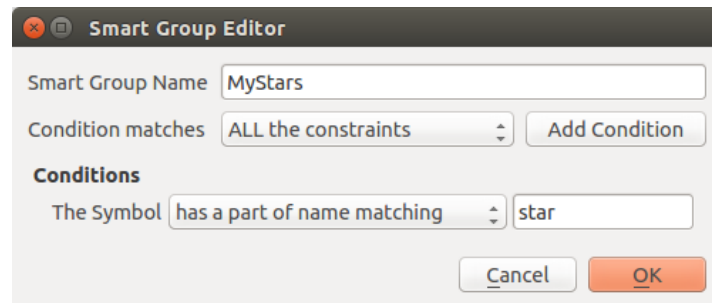 Smart Group Editor
Smart Group Name MyStars
Condition matches ALL the constraints Add Condition
Conditions
The Symbol has a part of name matching star
Cancel OK